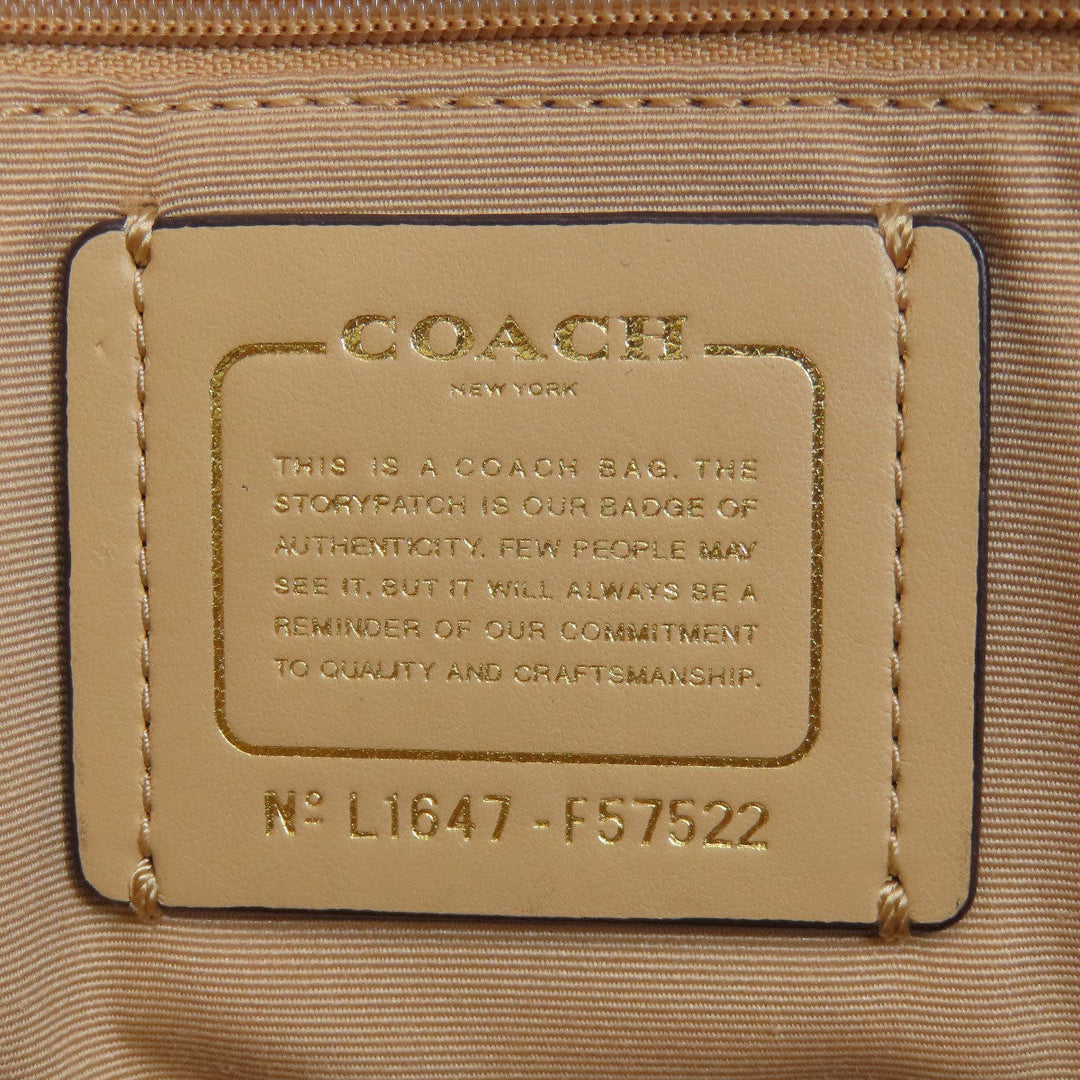 COACH
NEW YORK
THIS IS A COACH BAG. THE
STORYPATCH IS OUR BADGE OF
AUTHENTICITY. FEW PEOPLE MAY
SEE IT. BUT IT WILL ALWAYS BE A
REMINDER OF OUR COMMITMENT
TO QUALITY AND CRAFTSMANSHIP.
Nº L1647-F57522